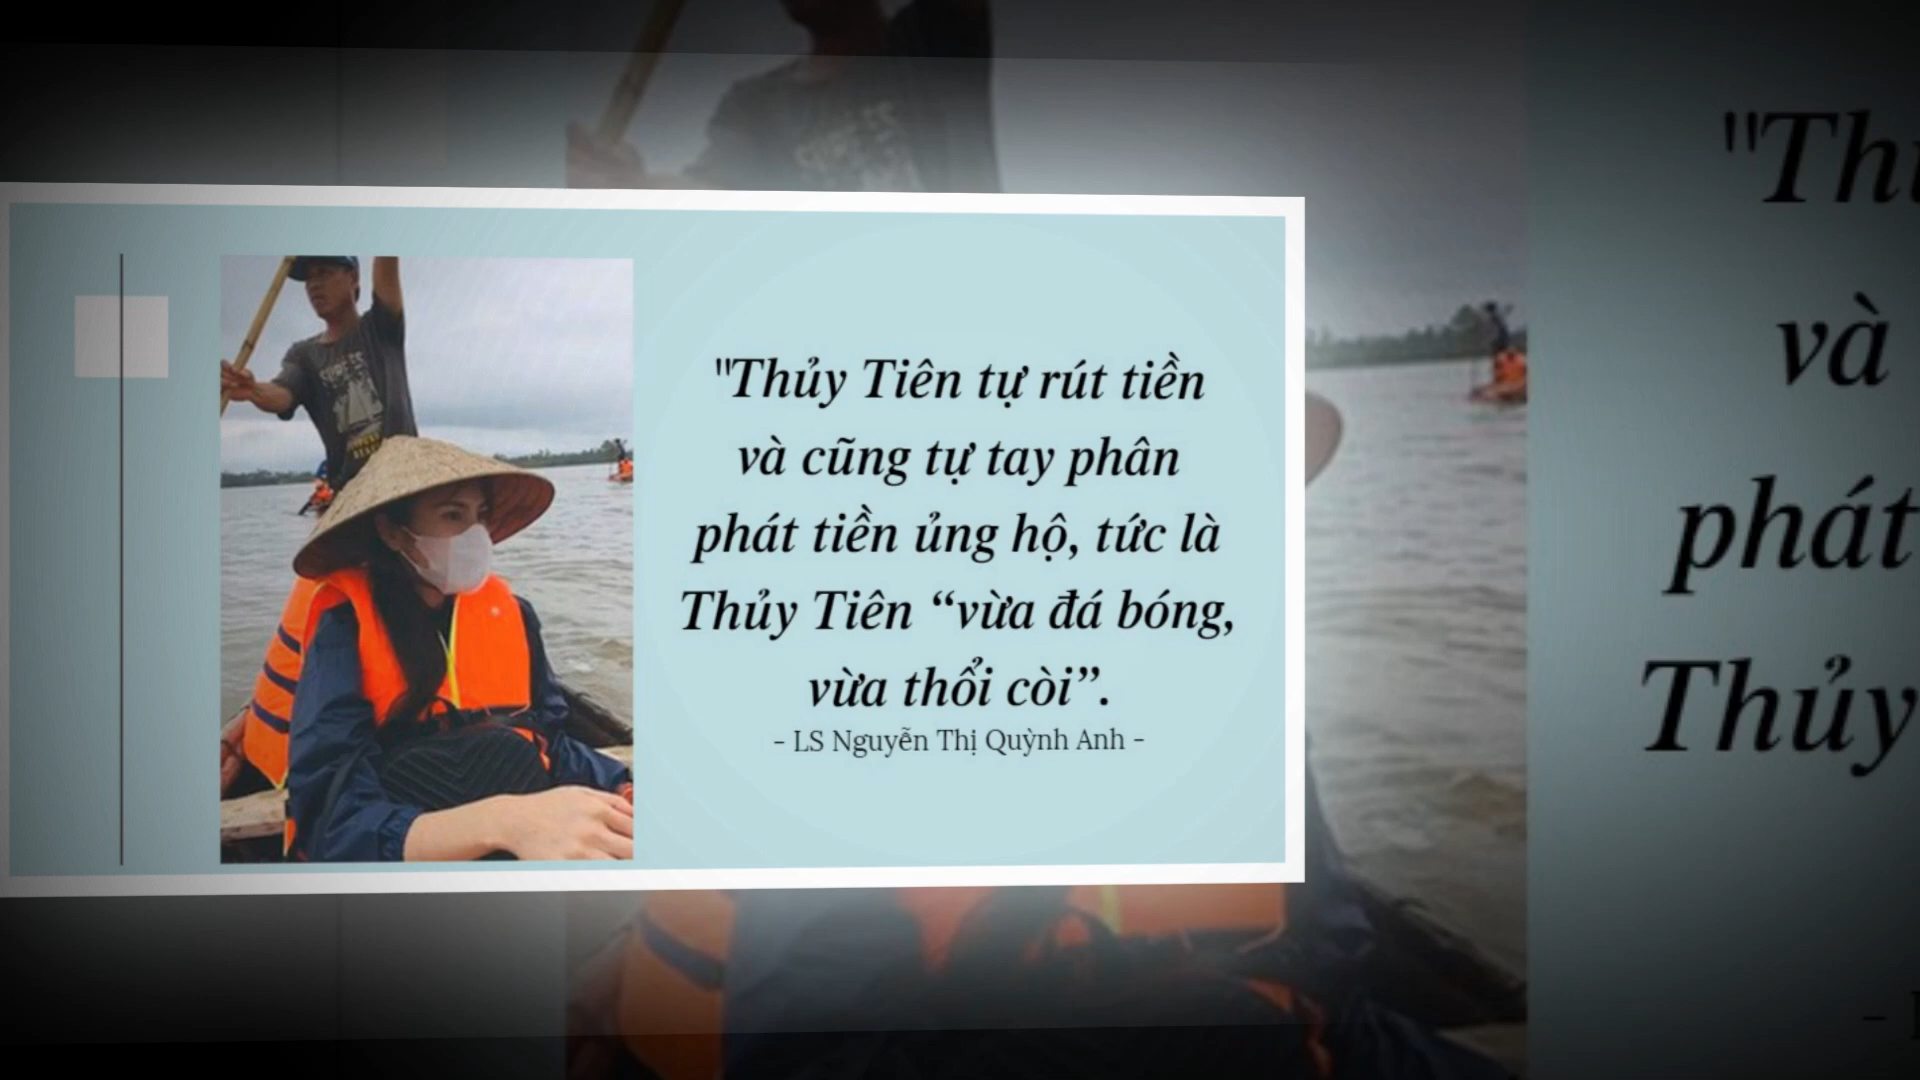 "Thủy Tiên tự rút tiền
và cũng tự tay phân
phát tiền ủng hộ, tức là
Thủy Tiên “vừa đá bóng,
vừa thổi còi”.
– LS Nguyễn Thị Quỳnh Anh –
và
phát
Thủy